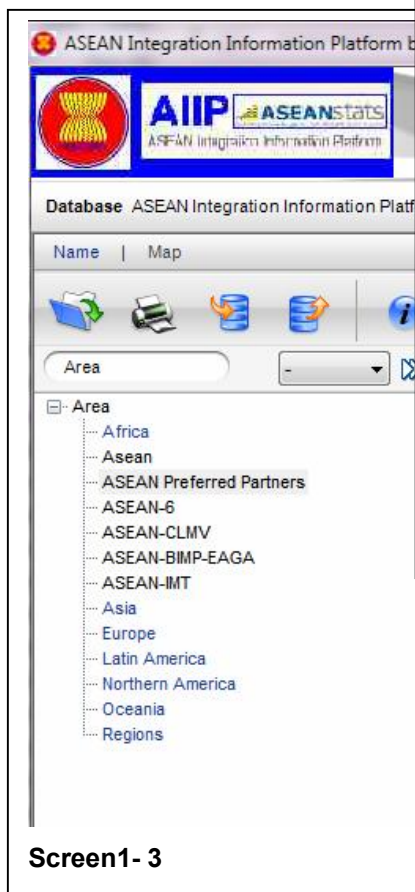 ASEAN Integration Information Platform b
AIIP ASEANstats
ASEAN Integration Information Platform
Database ASEAN Integration Information Platf
Name | Map
Area -
Area
Africa
Asean
ASEAN Preferred Partners
ASEAN-6
ASEAN-CLMV
ASEAN-BIMP-EAGA
ASEAN-IMT
Asia
Europe
Latin America
Northern America
Oceania
Regions
Screen1- 3